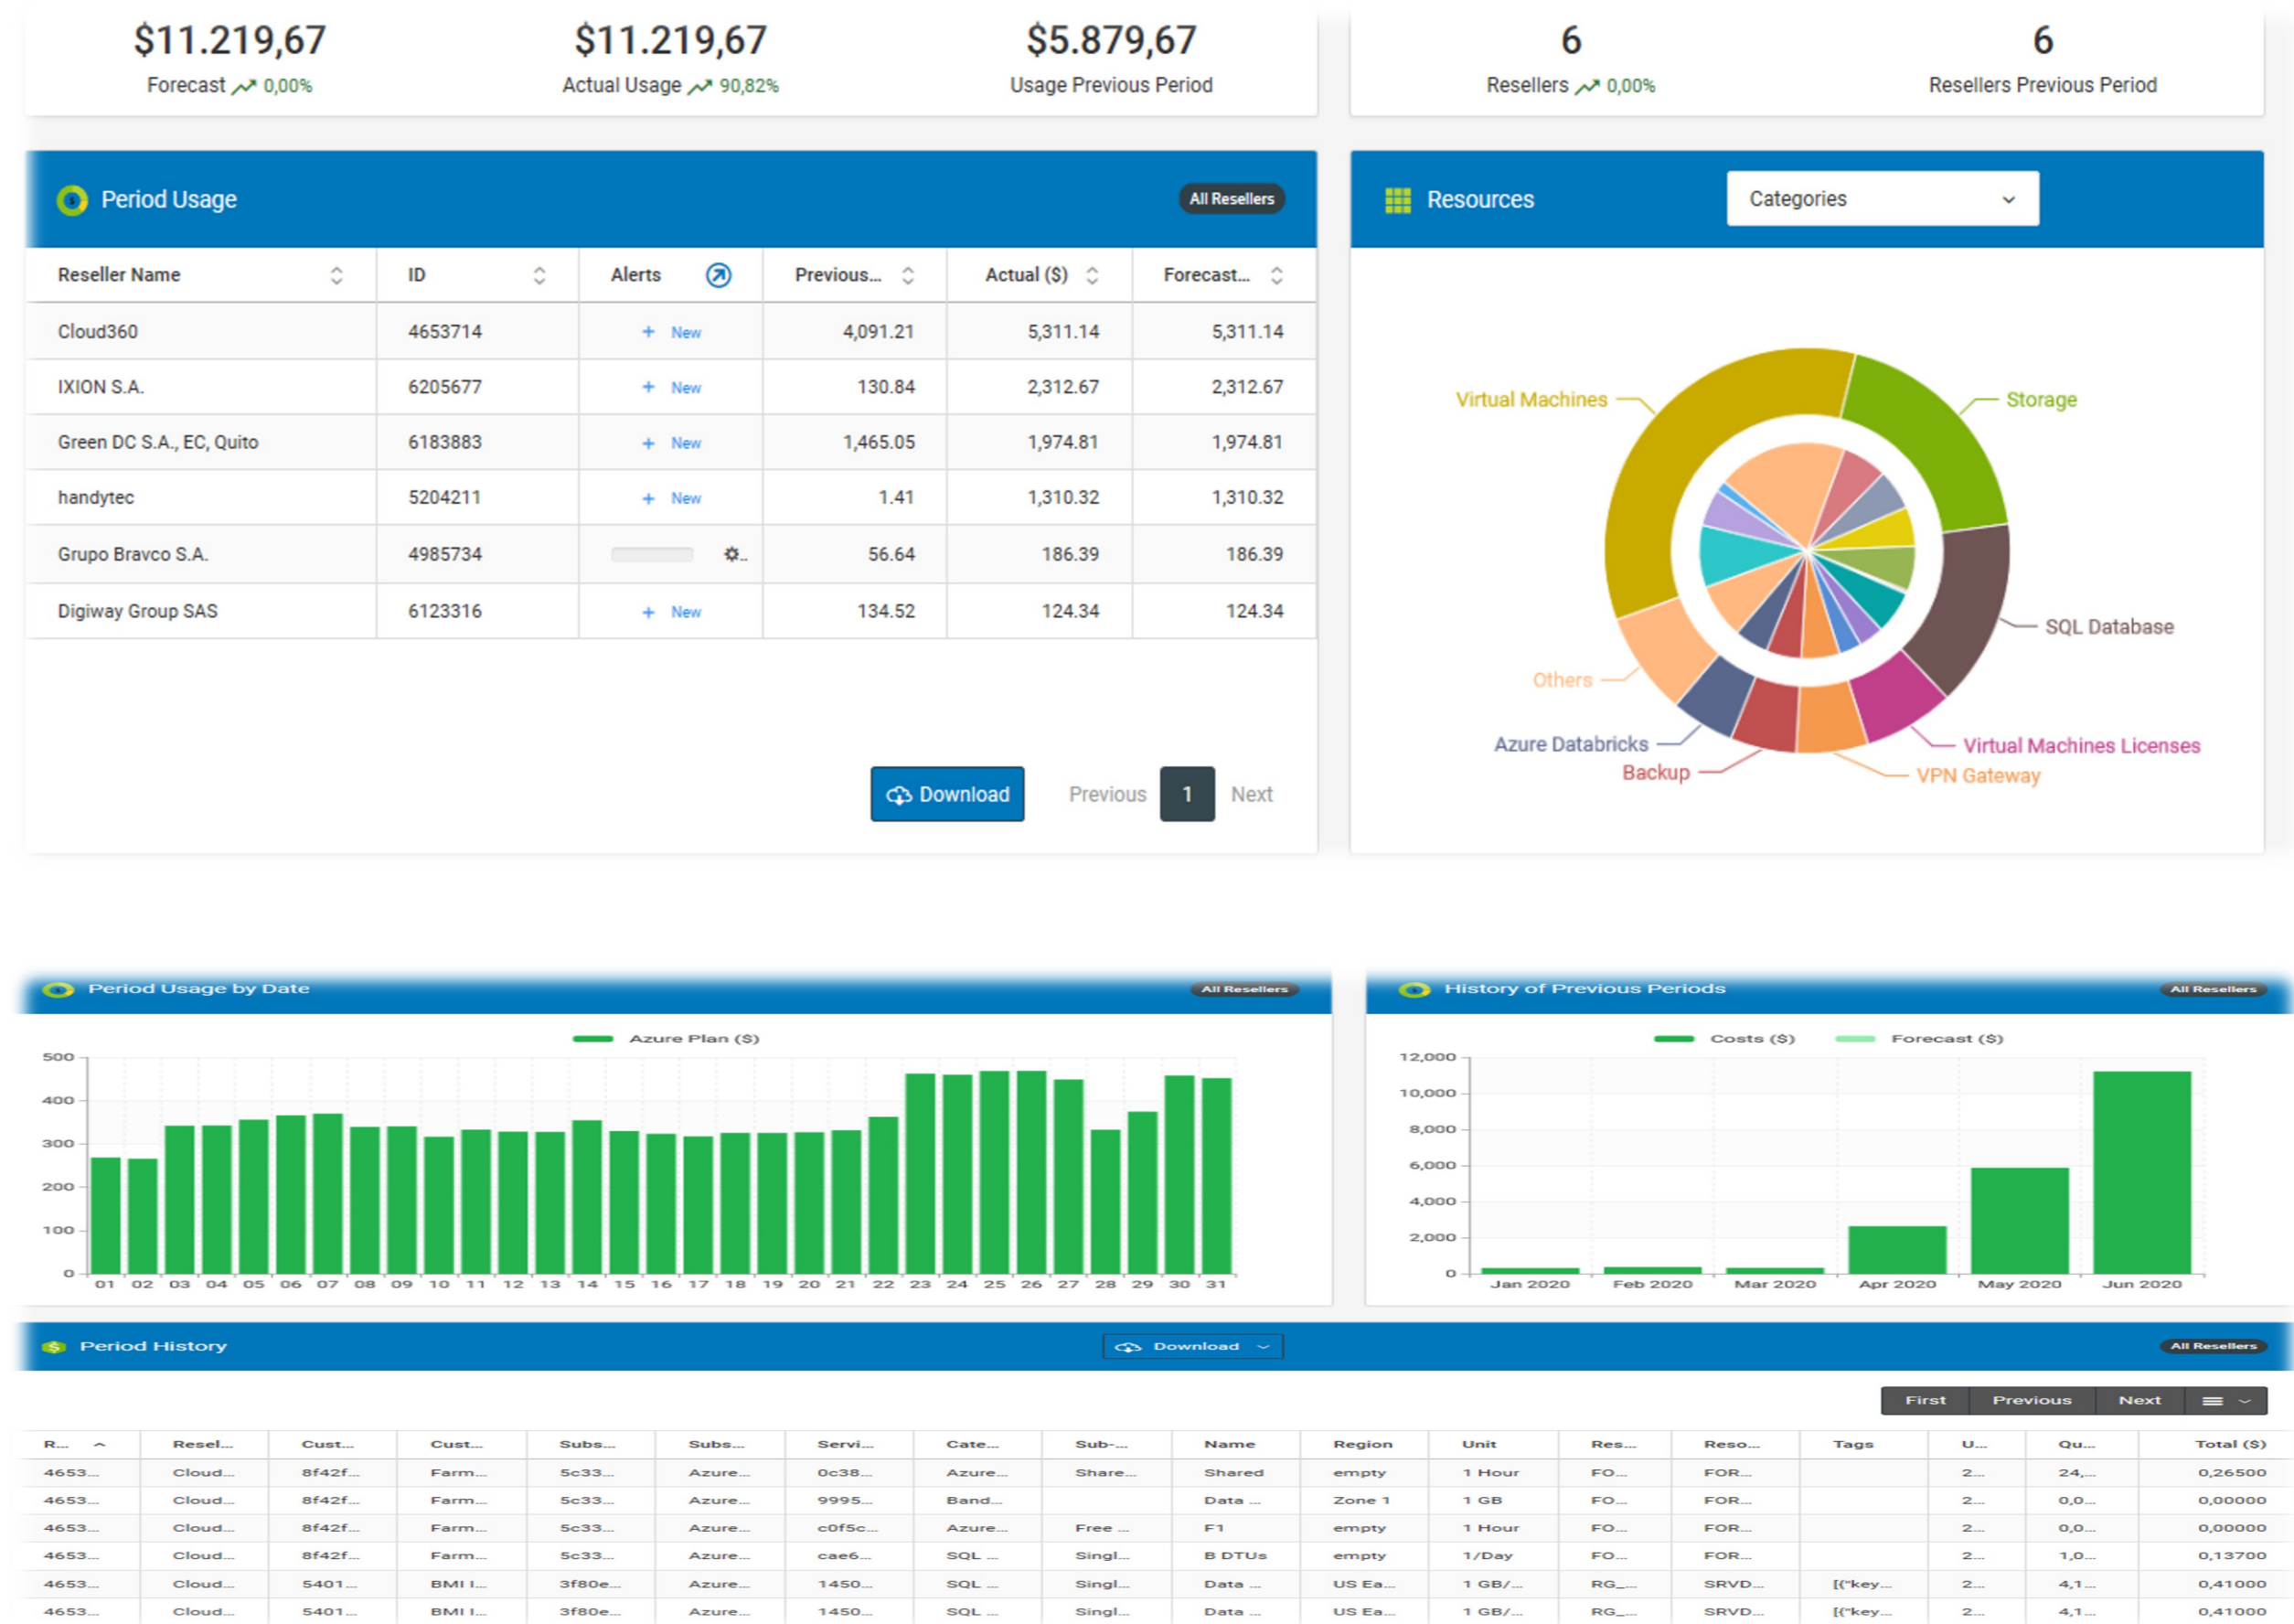 $11.219,67 $11.219,67 $5.879,67 6 6
Forecast 0,00% Actual Usage 90,82% Usage Previous Period Resellers 0,00% Resellers Previous Period
Period Usage All Resellers
Reseller Name ID Alerts Previous... Actual ($) Forecast...
Cloud360 4653714 + New 4,091.21 5,311.14 5,311.14
IXION S.A. 6205677 + New 130.84 2,312.67 2,312.67
Green DC S.A., EC, Quito 6183883 + New 1,465.05 1,974.81 1,974.81
handytec 5204211 + New 1.41 1,310.32 1,310.32
Grupo Bravco S.A. 4985734 .. 56.64 186.39 186.39
Digiway Group SAS 6123316 + New 134.52 124.34 124.34
Download Previous 1 Next
Resources Categories
Virtual Machines
Storage
SQL Database
Others
Azure Databricks
Virtual Machines Licenses
Backup
VPN Gateway
Period Usage by Date All Resellers
Azure Plan ($)
500
400
300
200
100
0
01 02 03 04 05 06 07 08 09 10 11 12 13 14 15 16 17 18 19 20 21 22 23 24 25 26 27 28 29 30 31
History of Previous Periods All Resellers
Costs ($) Forecast ($)
12,000
10,000
8,000
6,000
4,000
2,000
0
Jan 2020 Feb 2020 Mar 2020 Apr 2020 May 2020 Jun 2020
$ Period History Download All Resellers
First Previous Next
R... Resel... Cust... Cust... Subs... Subs... Servi... Cate... Sub-... Name Region Unit Res... Reso... Tags U... Qu... Total ($)
4653... Cloud... 8f42f... Farm... 5c33... Azure... 0c38... Azure... Share... Shared empty 1 Hour FO... FOR... 2... 24,... 0,26500
4653... Cloud... 8f42f... Farm... 5c33... Azure... 9995... Band... Data ... Zone 1 1 GB FO... FOR... 2... 0,0... 0,00000
4653... Cloud... 8f42f... Farm... 5c33... Azure... c0f5c... Azure... Free ... F1 empty 1 Hour FO... FOR... 2... 0,0... 0,00000
4653... Cloud... 8f42f... Farm... 5c33... Azure... cae6... SQL ... Singl... B DTUs empty 1/Day FO... FOR... 2... 1,0... 0,13700
4653... Cloud... 5401... BMI I... 3f80e... Azure... 1450... SQL ... Singl... Data ... US Ea... 1 GB/... RG_... SRVD... [{"key... 2... 4,1... 0,41000
4653... Cloud... 5401... BMI I... 3f80e... Azure... 1450... SQL ... Singl... Data ... US Ea... 1 GB/... RG_... SRVD... [{"key... 2... 4,1... 0,41000